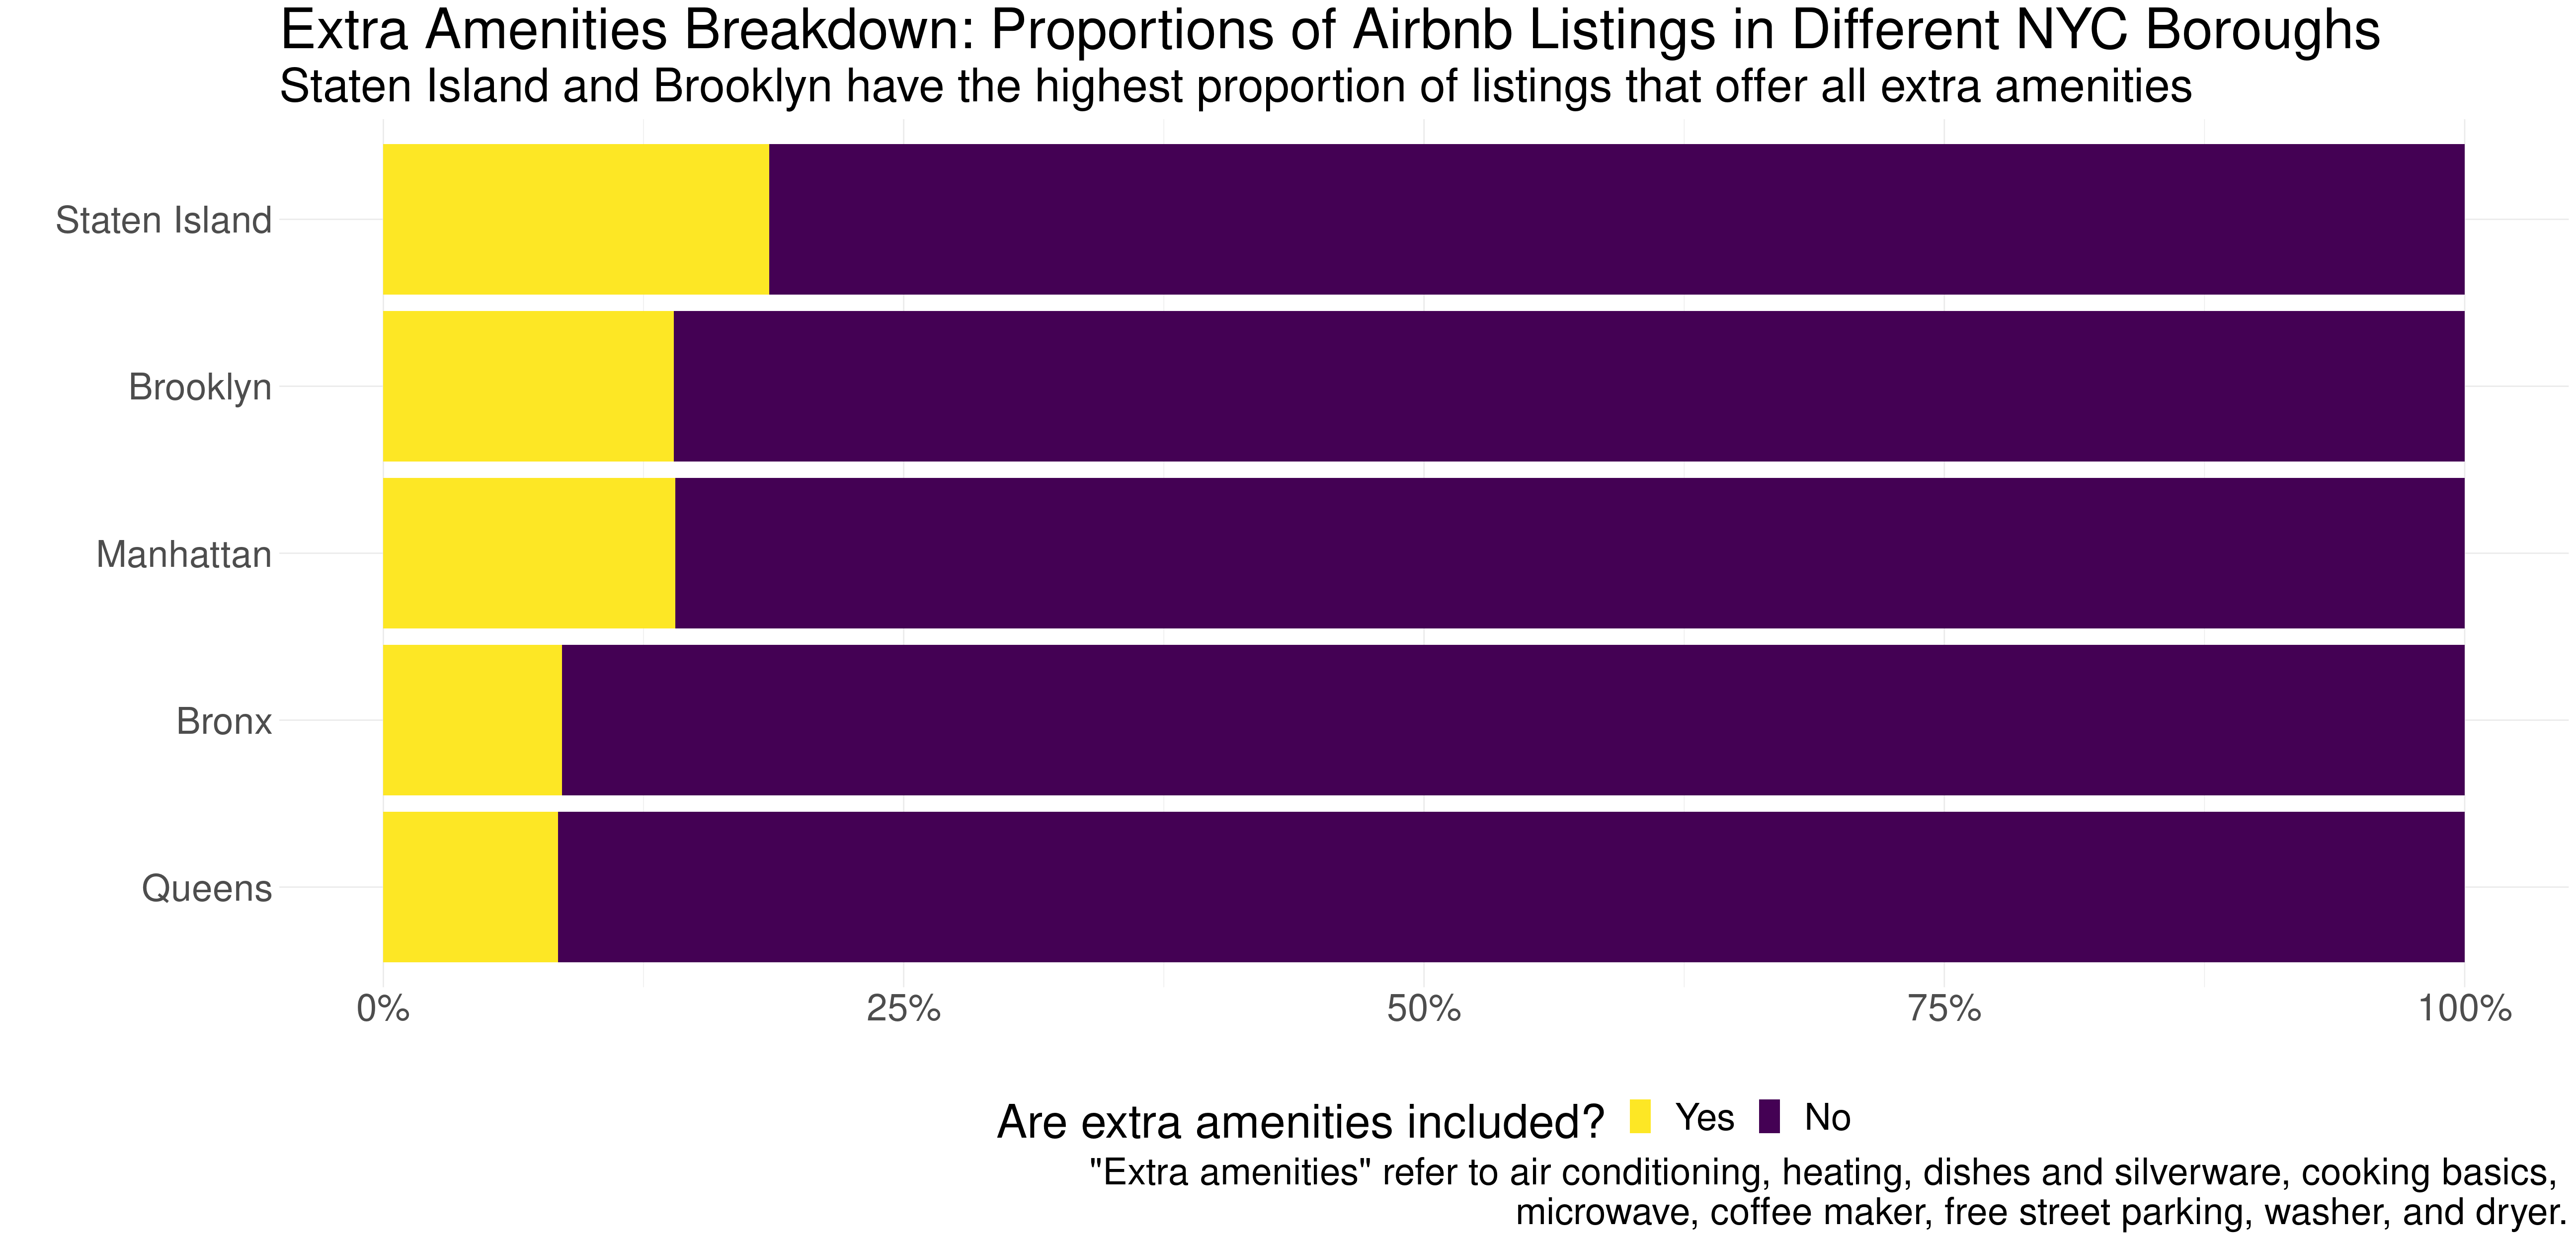 Extra Amenities Breakdown: Proportions of Airbnb Listings in Different NYC Boroughs
Staten Island and Brooklyn have the highest proportion of listings that offer all extra amenities
Staten Island
Brooklyn
Manhattan
Bronx
Queens
0% 25% 50% 75% 100%
Are extra amenities included? Yes No
"Extra amenities" refer to air conditioning, heating, dishes and silverware, cooking basics,
microwave, coffee maker, free street parking, washer, and dryer.